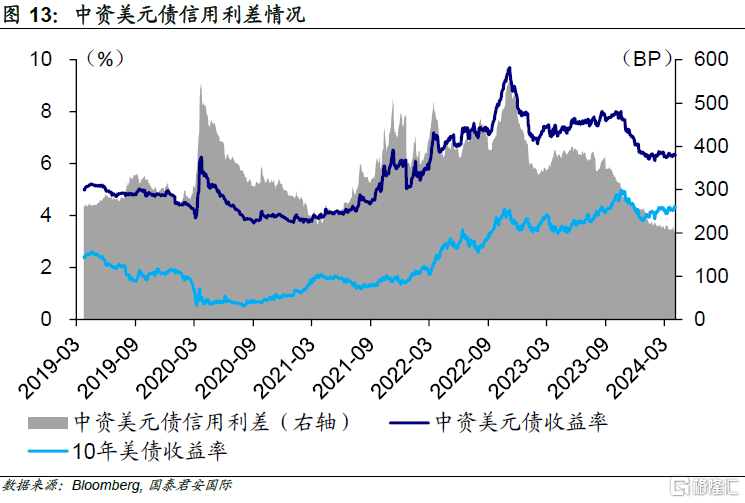 图 13: 中资美元债信用利差情况
10 （%） （BP） 600
8 500
6 400
4 300
2 200
0 100
0
2019-03 2019-09 2020-03 2020-09 2021-03 2021-09 2022-03 2022-09 2023-03 2023-09 2024-03
中资美元债信用利差（右轴） 中资美元债收益率
10年美债收益率
数据来源：Bloomberg, 国泰君安国际
格隆汇